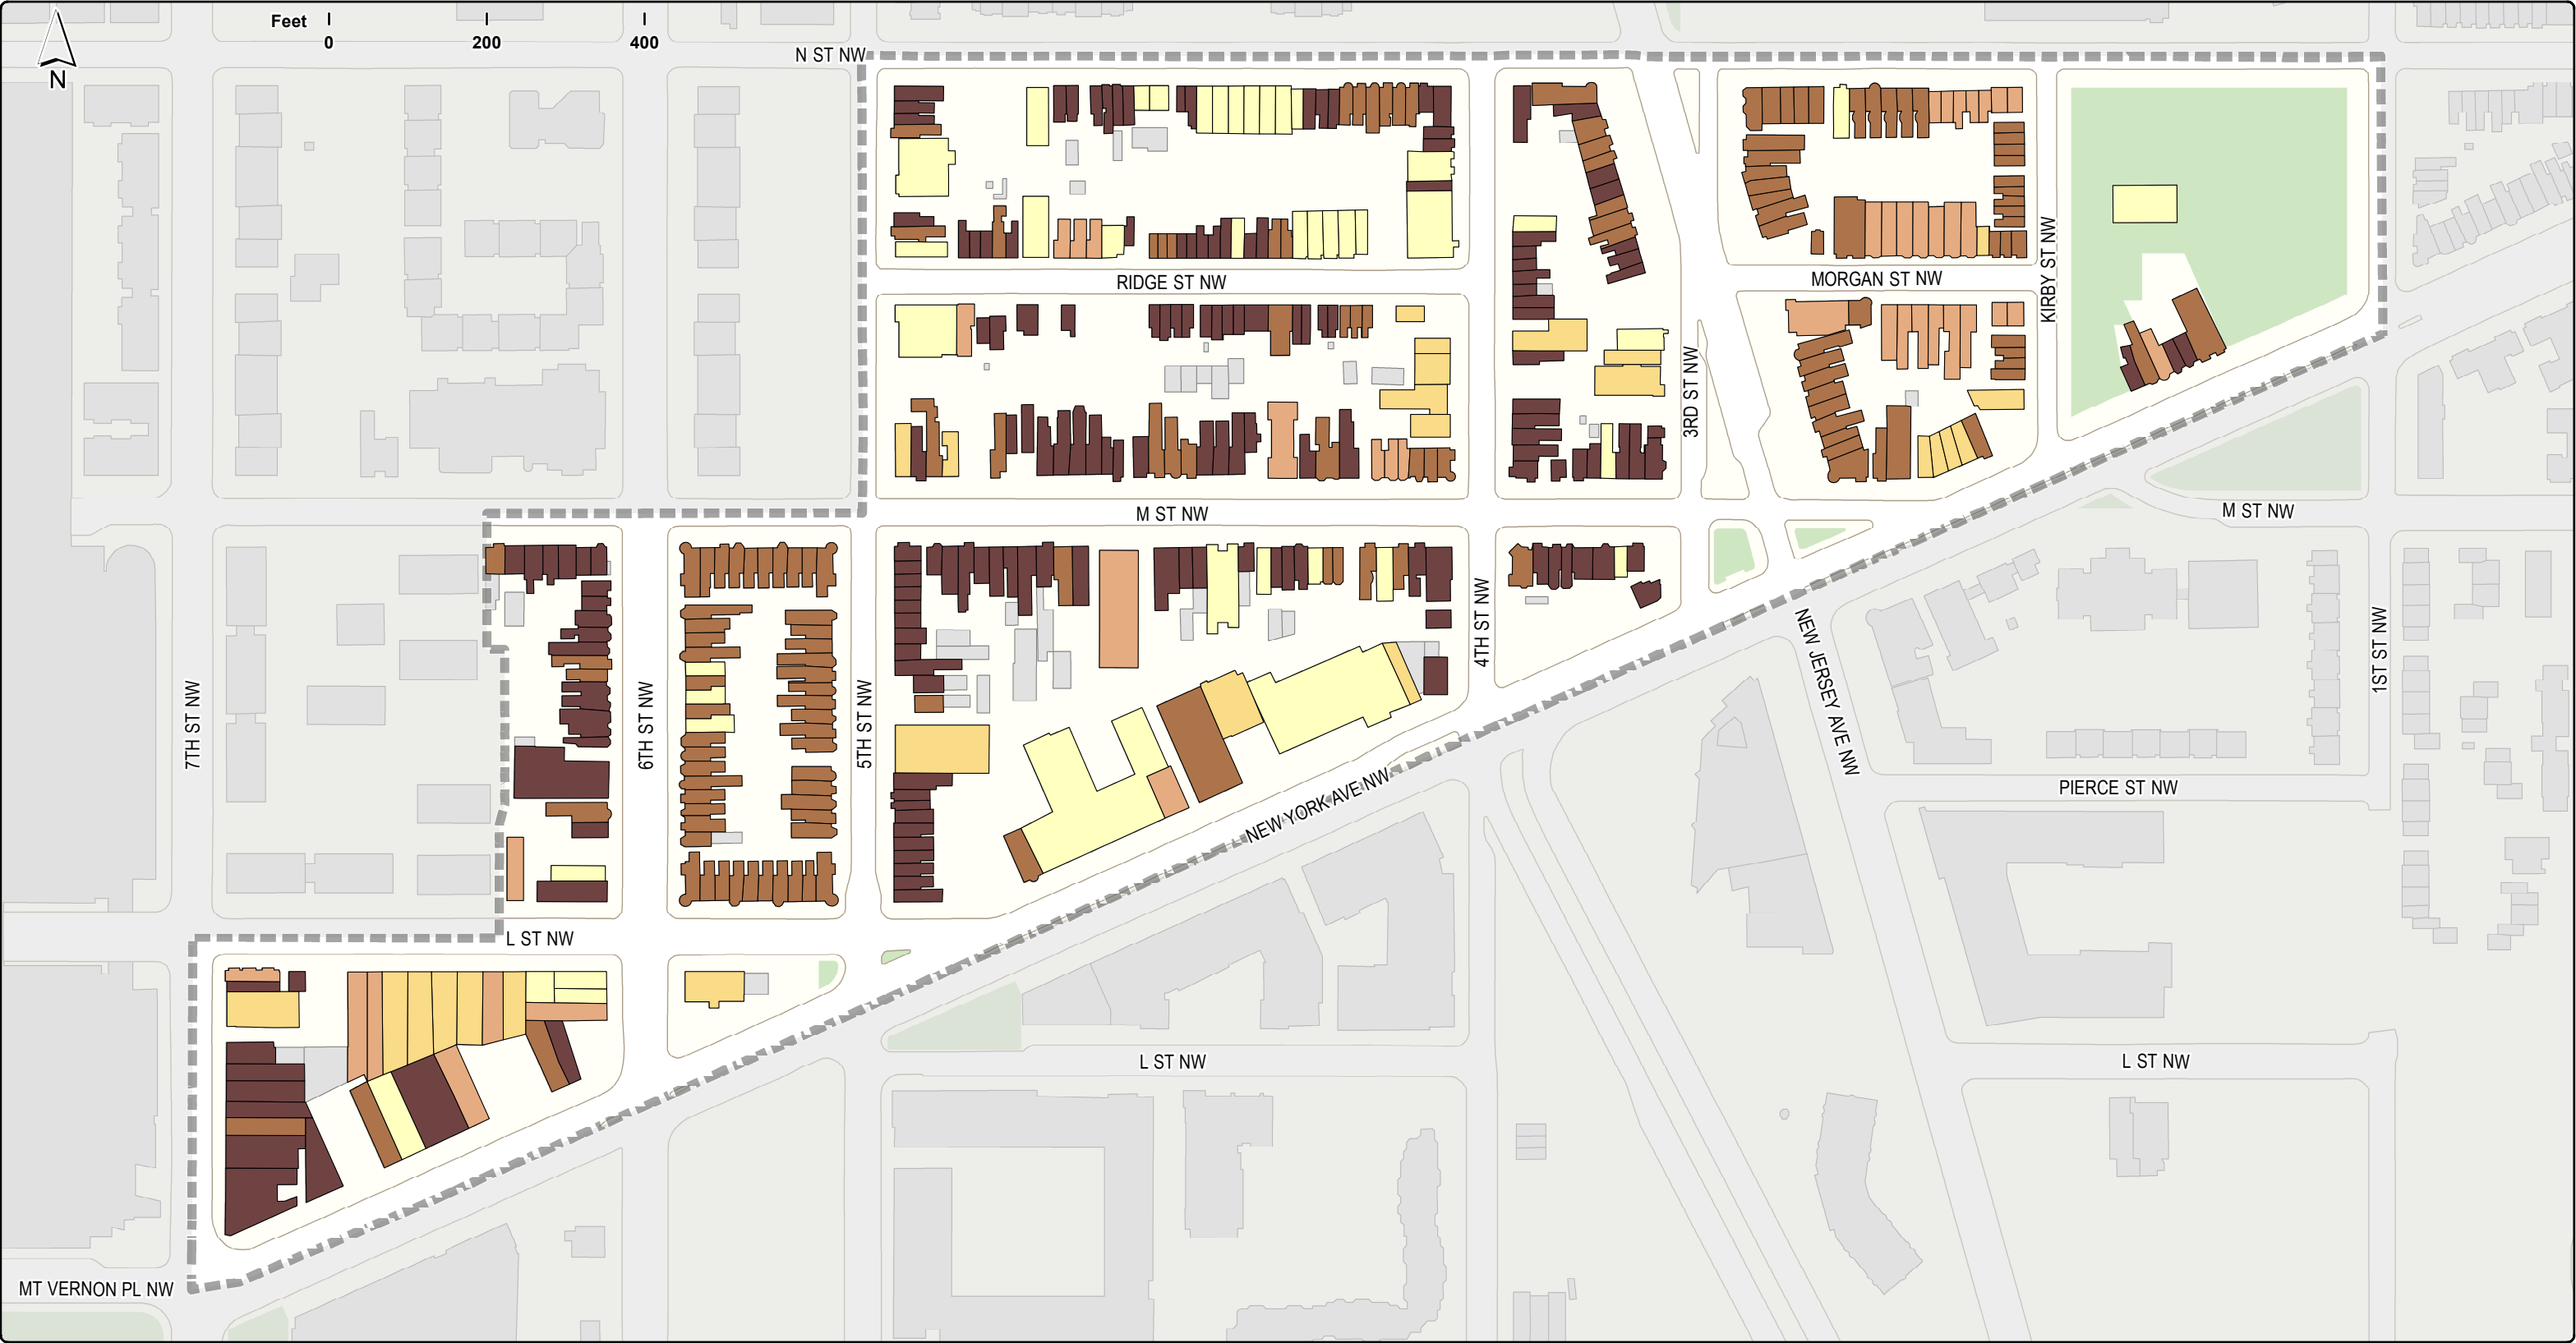 Feet
0 200 400
N
N ST NW
RIDGE ST NW
MORGAN ST NW
KIRBY ST NW
3RD ST NW
M ST NW
M ST NW
7TH ST NW
6TH ST NW
5TH ST NW
4TH ST NW
NEW JERSEY AVE NW
1ST ST NW
NEW YORK AVE NW
PIERCE ST NW
L ST NW
L ST NW
L ST NW
MT VERNON PL NW